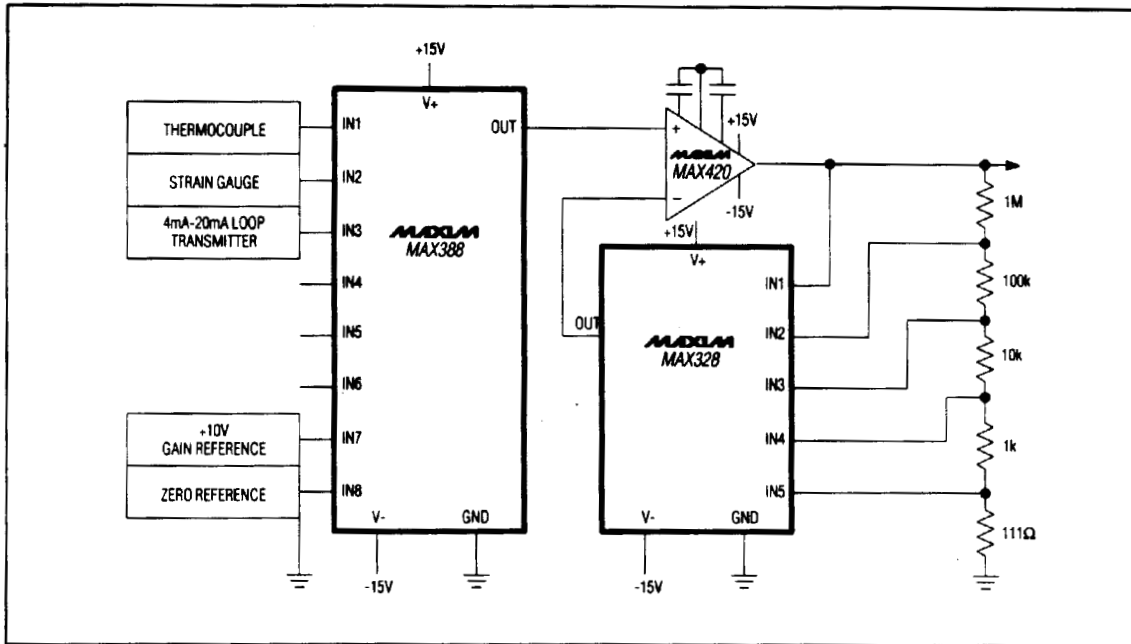 +15V
V+
THERMOCOUPLE
IN1
OUT
STRAIN GAUGE
IN2
4mA-20mA LOOP
TRANSMITTER
IN3
MAXIM
MAX388
IN4
IN5
IN6
+10V
GAIN REFERENCE
IN7
ZERO REFERENCE
IN8
V-
GND
-15V
+
+15V
MAXIM
MAX420
−
-15V
+15V
V+
IN1
OUT
IN2
MAXIM
MAX328
IN3
IN4
IN5
V-
GND
-15V
1M
100k
10k
1k
111Ω